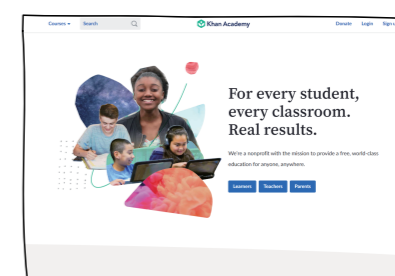 Courses
Search
Khan Academy
Donate
Login
Sign
For every student,
every classroom.
Real results.
We're a nonprofit with the mission to provide a free, world-class
education for anyone, anywhere.
Learners
Teachers
Parents